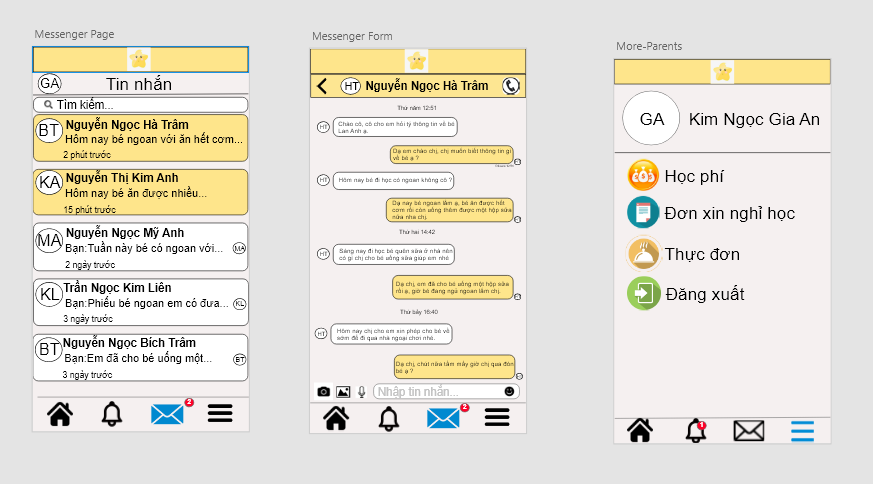 Messenger Page
GA
Tin nhắn
Tìm kiếm...
BT
Nguyễn Ngọc Hà Trâm
Hôm nay bé ngoan với ăn hết cơm...
2 phút trước
KA
Nguyễn Thị Kim Anh
Hôm nay bé ăn được nhiều...
15 phút trước
MA
Nguyễn Ngọc Mỹ Anh
Bạn:Tuần này bé có ngoan với...
MA
2 ngày trước
KL
Trần Ngọc Kim Liên
Bạn:Phiếu bé ngoan em có đưa...
KL
3 ngày trước
BT
Nguyễn Ngọc Bích Trâm
Bạn:Em đã cho bé uống một...
BT
3 ngày trước
2
Messenger Form
HT
Nguyễn Ngọc Hà Trâm
Thứ năm 12:51
HT
Chào cô, cô cho em hỏi tý thông tin về bé
Lan Anh ạ.
Dạ em chào chị, chị muốn biết thông tin gì
về bé ạ ?
HT
Hôm nay bé đi học có ngoan không cô ?
Dạ nay bé ngoan lắm ạ, bé ăn được hết
cơm rồi còn uống thêm được một hộp sữa
nữa nha chị.
Thứ hai 14:42
HT
Sáng nay đi học bé quên sữa ở nhà nên
có gì chị cho bé uống sữa giúp em nhé
Dạ chị, em đã cho bé uống một hộp sữa
rồi ạ, giờ bé đang ngủ ngoan lắm chị.
Thứ bảy 16:40
HT
Hôm nay chị cho em xin phép cho bé về
sớm để đi qua nhà ngoại chơi nhé.
Dạ chị, chút nữa tầm mấy giờ chị qua đón
bé ạ ?
Nhập tin nhắn...
2
More-Parents
GA
Kim Ngọc Gia An
Học phí
Đơn xin nghỉ học
Thực đơn
Đăng xuất
1